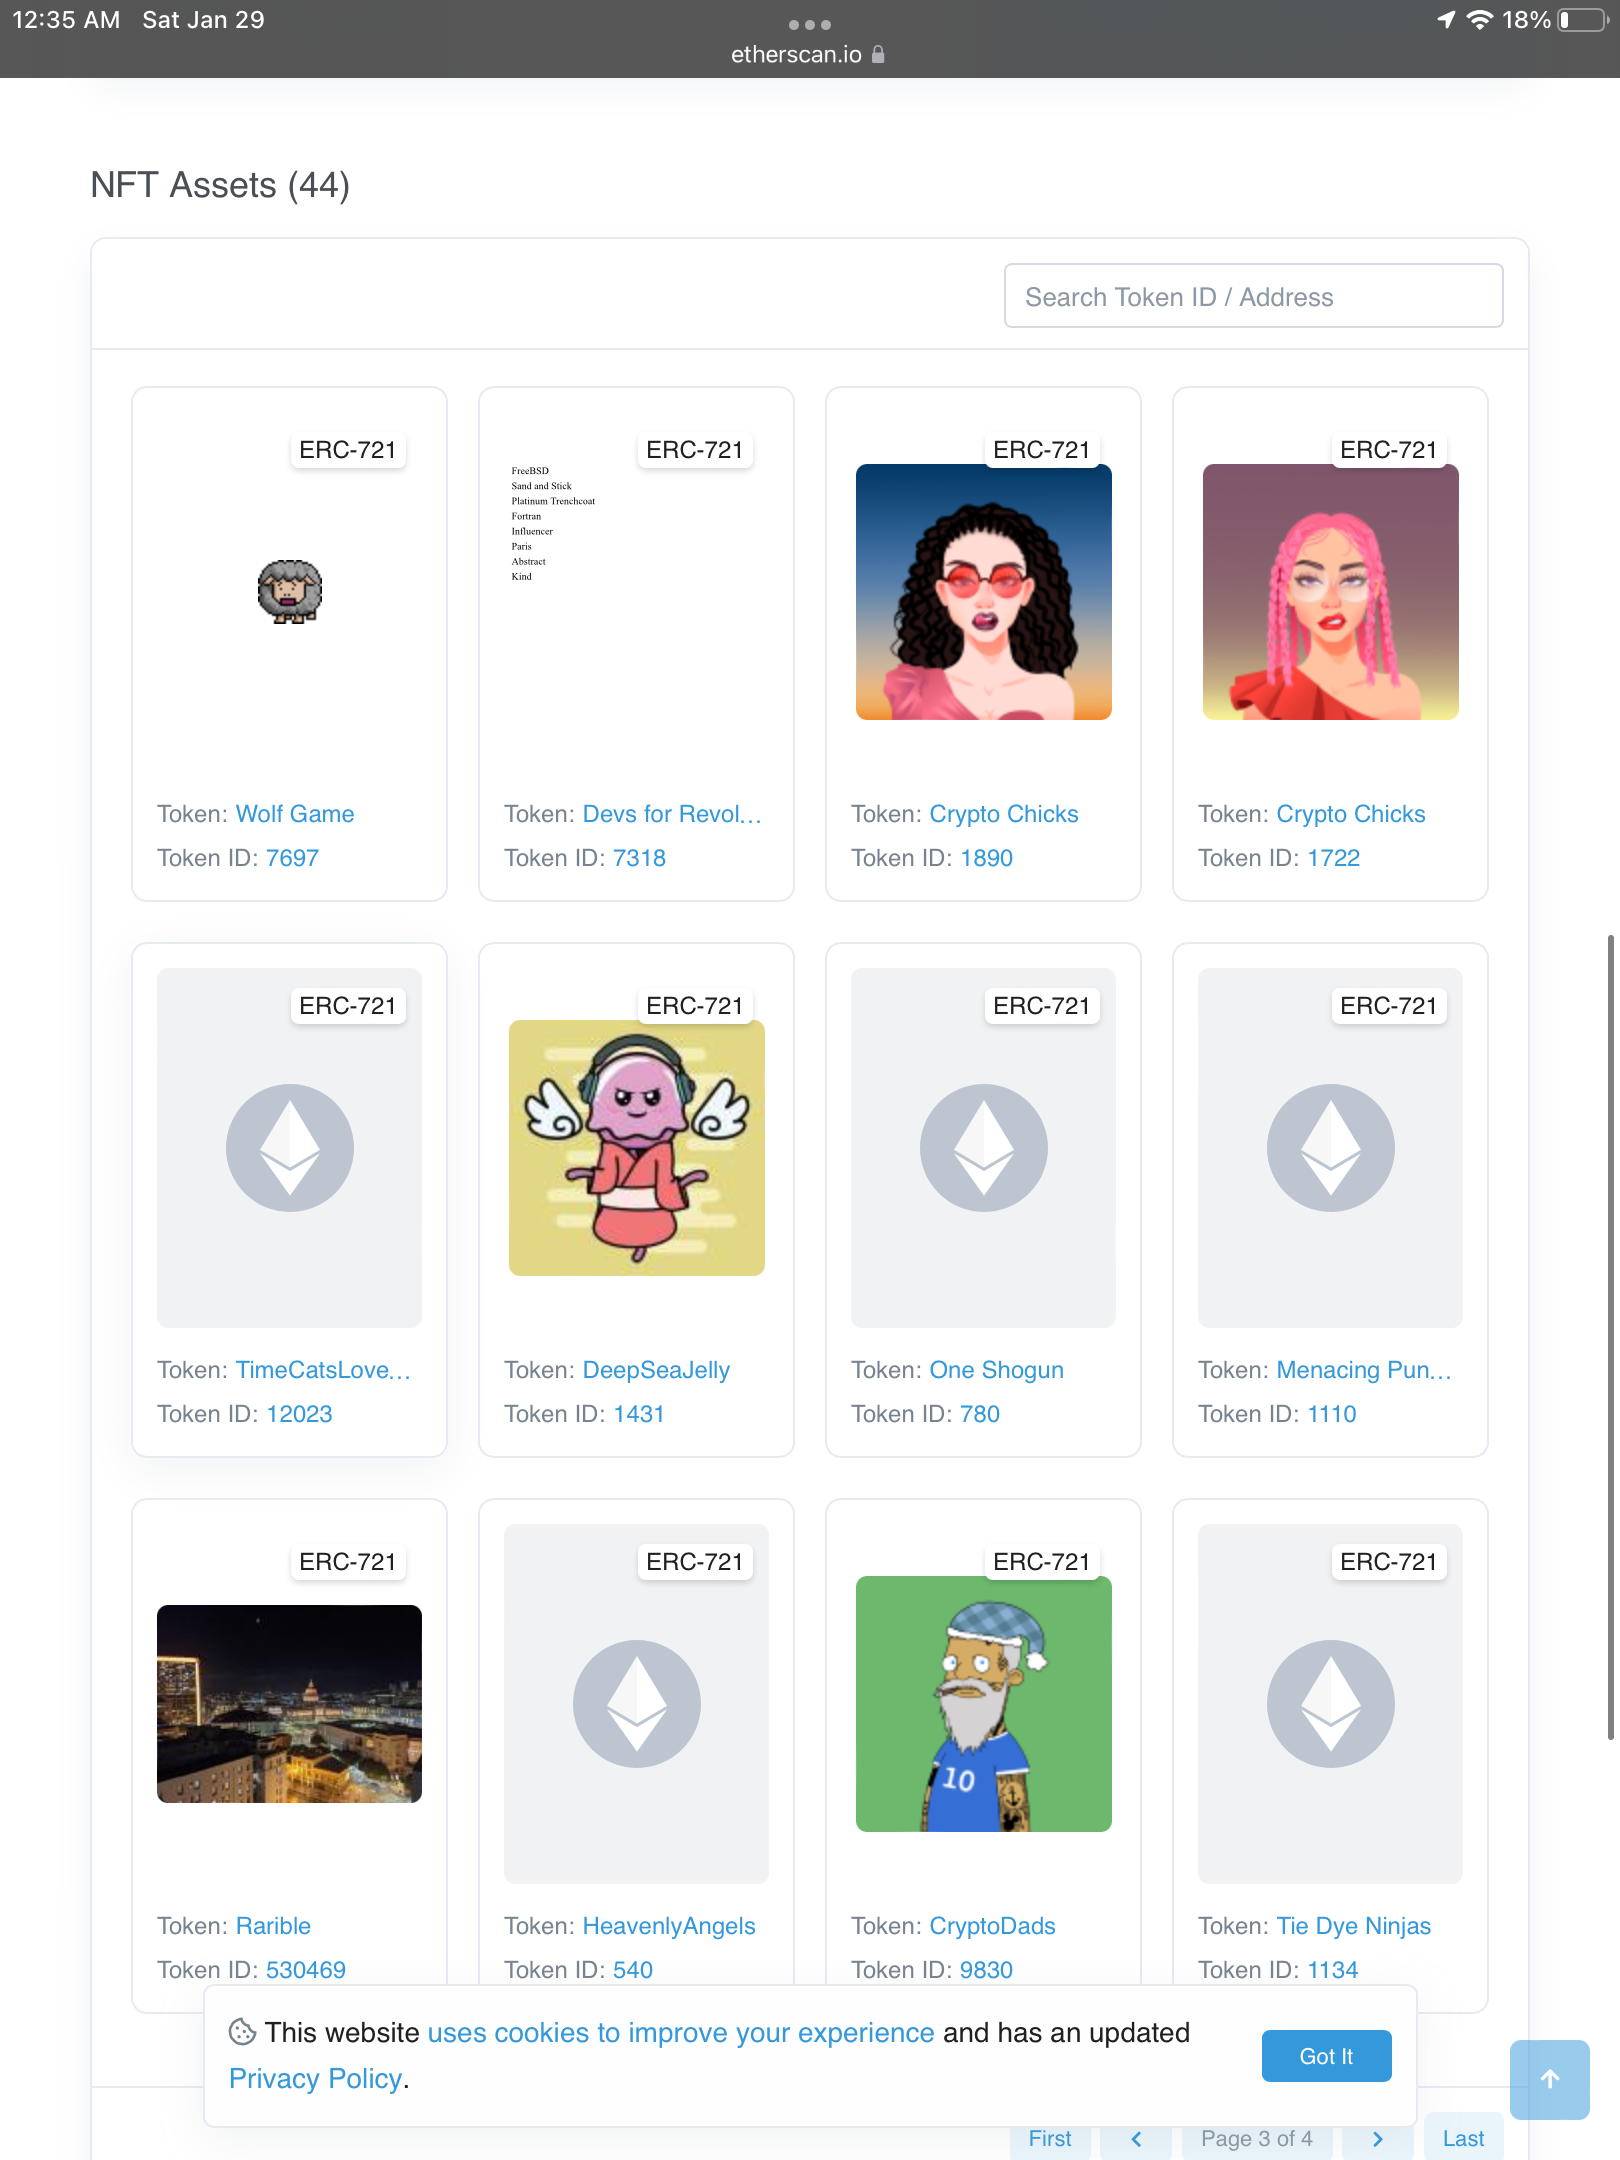 12:35 AM Sat Jan 29
18%
etherscan.io
NFT Assets (44)
Search Token ID / Address
ERC-721
FreeBSD
Sand and Stick
Platinum Trenchcoat
Fortran
Influencer
Paris
Abstract
Kind
ERC-721
ERC-721
ERC-721
Token: Wolf Game
Token ID: 7697
Token: Devs for Revol...
Token ID: 7318
Token: Crypto Chicks
Token ID: 1890
Token: Crypto Chicks
Token ID: 1722
ERC-721
ERC-721
ERC-721
ERC-721
Token: TimeCatsLove...
Token ID: 12023
Token: DeepSeaJelly
Token ID: 1431
Token: One Shogun
Token ID: 780
Token: Menacing Pun...
Token ID: 1110
ERC-721
ERC-721
ERC-721
10
ERC-721
Token: Rarible
Token ID: 530469
Token: HeavenlyAngels
Token ID: 540
Token: CryptoDads
Token ID: 9830
Token: Tie Dye Ninjas
Token ID: 1134
This website uses cookies to improve your experience and has an updated
Privacy Policy.
Got It
First
Page 3 of 4
Last